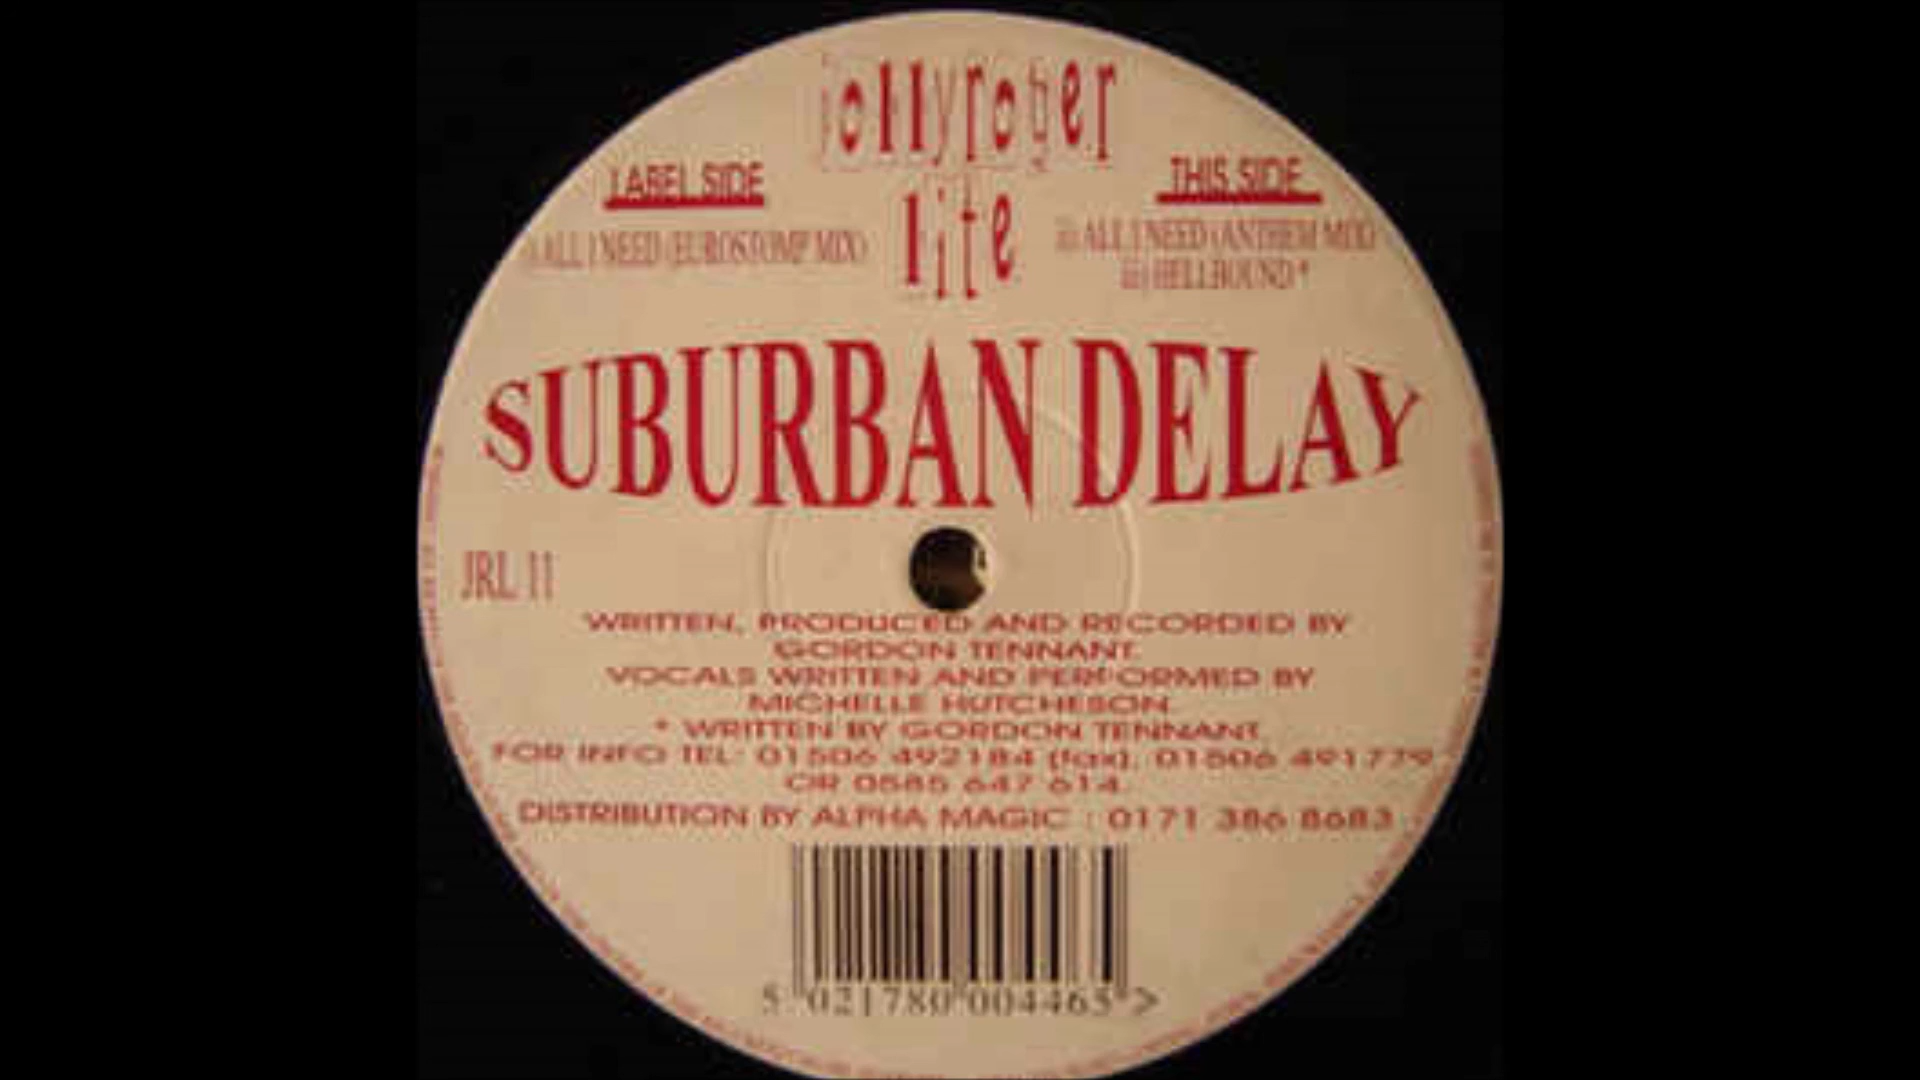 jollyroger
lite
LABEL SIDE
i) ALL I NEED (EUROSTOMP MIX)
THIS SIDE
ii) ALL I NEED (ANTHEM MIX)
iii) HELLBOUND *
SUBURBAN DELAY
JRL 11
WRITTEN, PRODUCED AND RECORDED BY
GORDON TENNANT.
VOCALS WRITTEN AND PERFORMED BY
MICHELLE HUTCHESON.
* WRITTEN BY GORDON TENNANT.
FOR INFO TEL: 01506 492184 (fax): 01506 491779
OR 0585 647 614.
DISTRIBUTION BY ALPHA MAGIC : 0171 386 8683
5 021780 004465 >